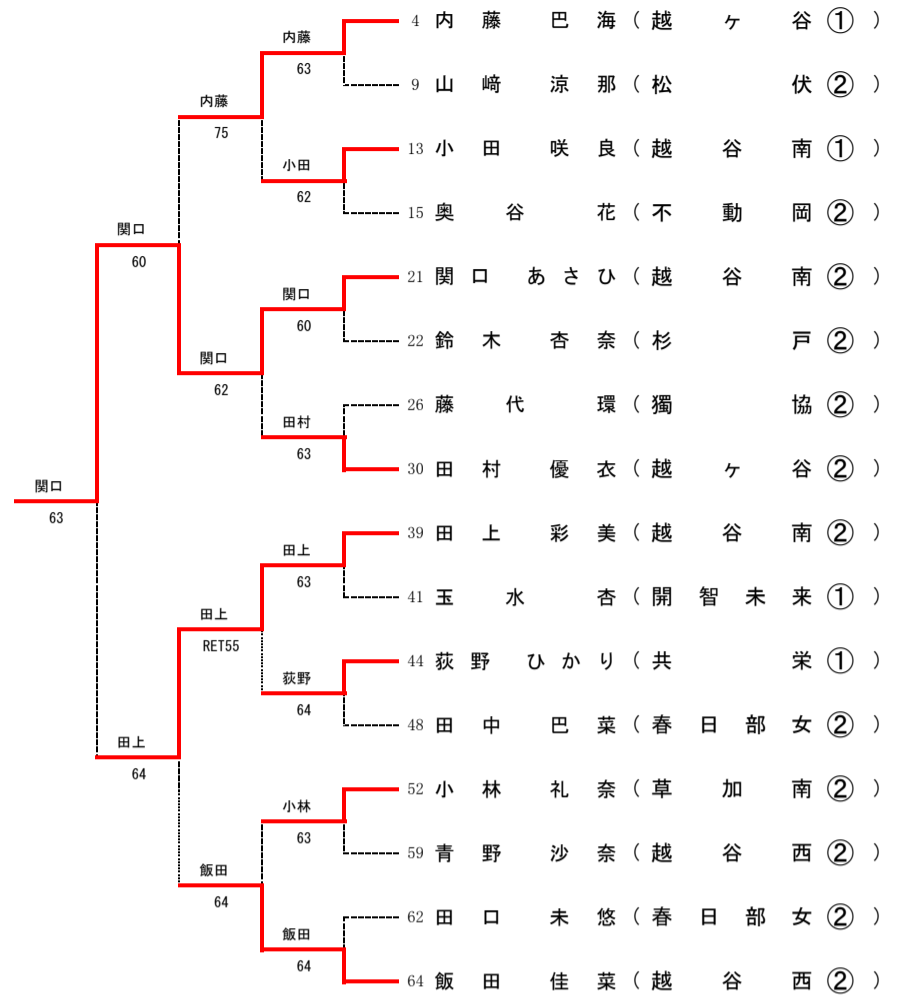 4 内藤 巴海 (越ヶ谷 ①)
内藤
63
9 山﨑 涼那 (松伏 ②)
内藤
75
13 小田 咲良 (越谷南 ①)
小田
62
15 奥谷 花 (不動岡 ②)
関口
60
21 関口 あさひ (越谷南 ②)
関口
60
22 鈴木 杏奈 (杉戸 ②)
関口
62
26 藤代 環 (獨協 ②)
田村
63
30 田村 優衣 (越ヶ谷 ②)
関口
63
39 田上 彩美 (越谷南 ②)
田上
63
41 玉水 杏 (開智未来 ①)
田上
RET55
44 荻野 ひかり (共栄 ①)
荻野
64
48 田中 巴菜 (春日部女 ②)
田上
64
52 小林 礼奈 (草加南 ②)
小林
63
59 青野 沙奈 (越谷西 ②)
飯田
64
62 田口 未悠 (春日部女 ②)
飯田
64
64 飯田 佳菜 (越谷西 ②)